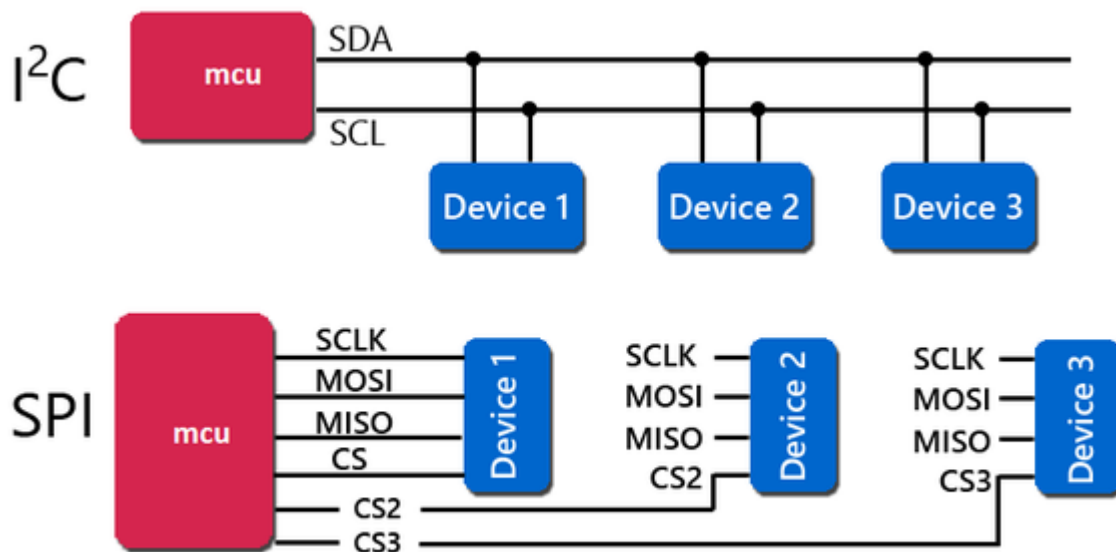 I²C
mcu
SDA
SCL
Device 1
Device 2
Device 3
SPI
mcu
SCLK
MOSI
MISO
CS
CS2
CS3
Device 1
SCLK
MOSI
MISO
CS2
Device 2
SCLK
MOSI
MISO
CS3
Device 3